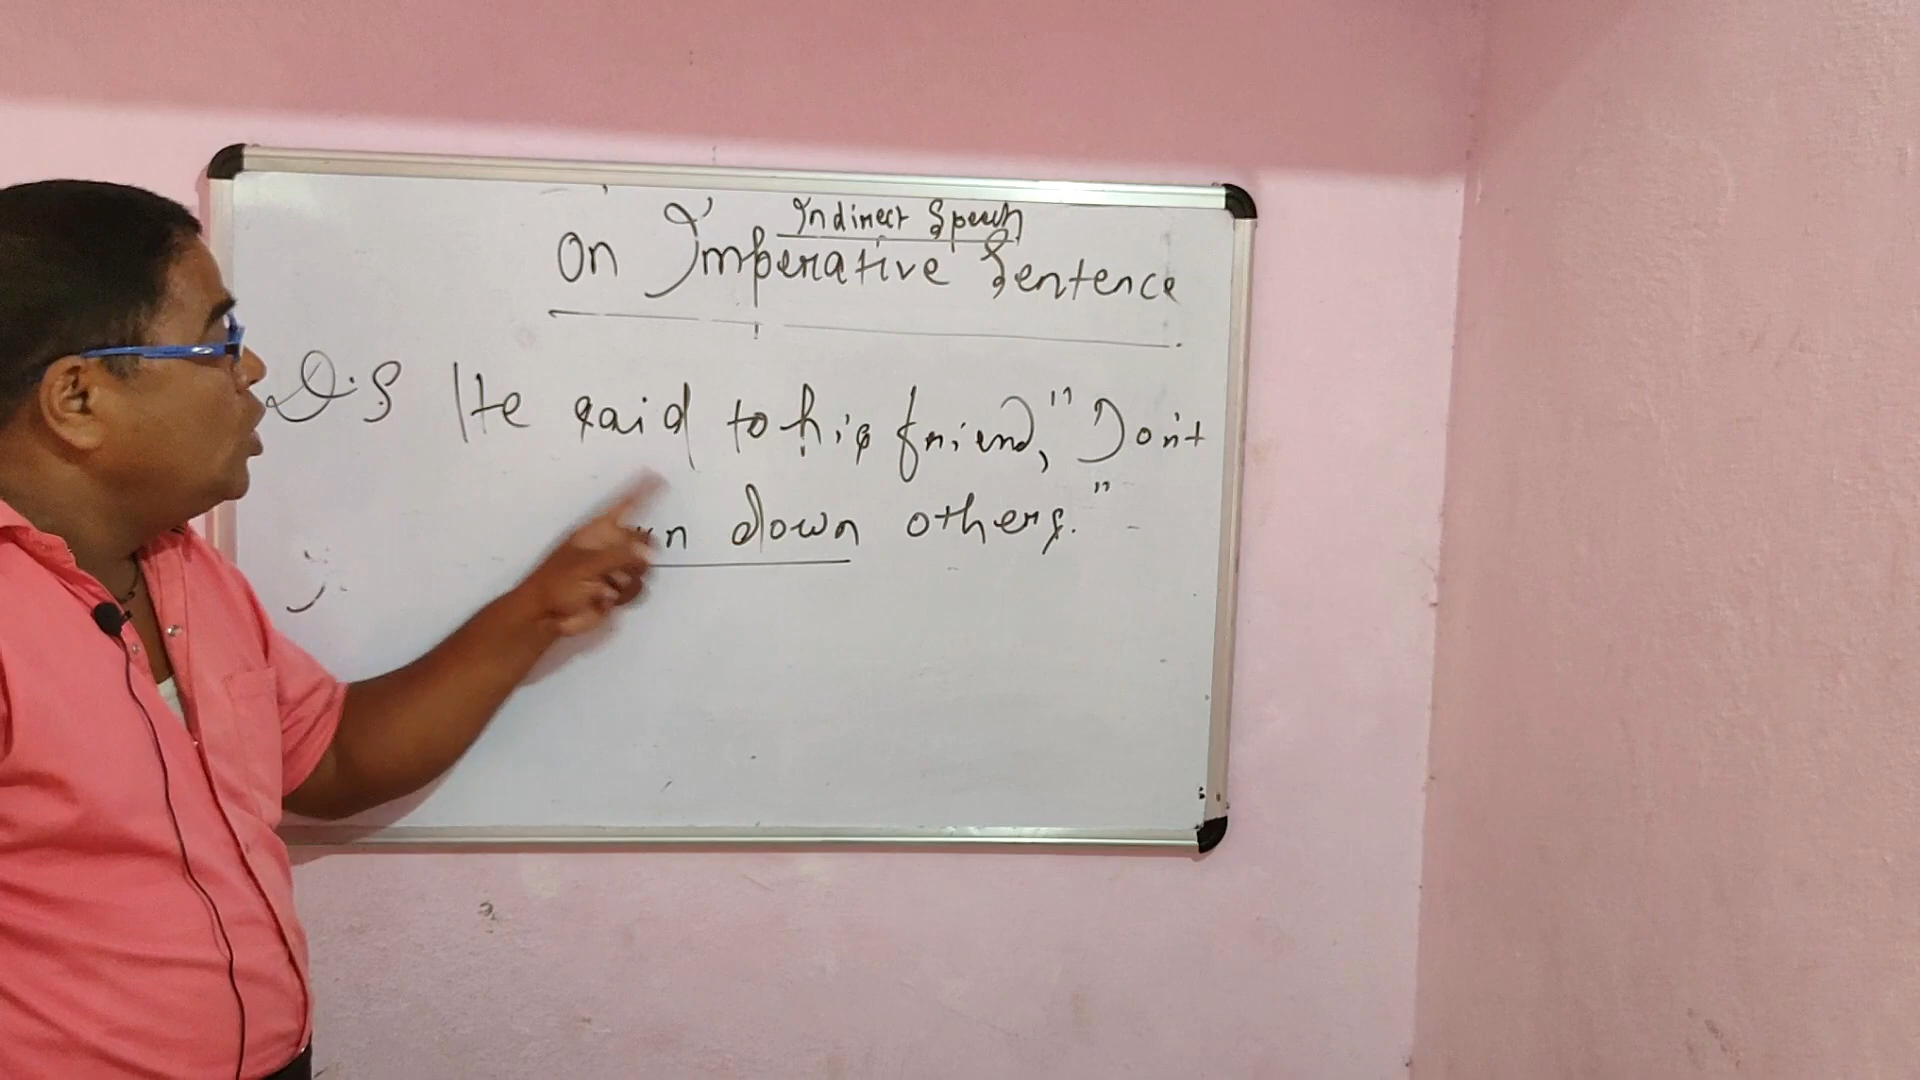 Indirect Speech
On Imperative Sentence
D.S He said to his friend, "Don't
down others."